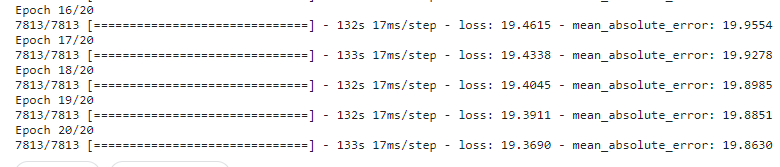 Epoch 16/20
7813/7813 [==============================] - 132s 17ms/step - loss: 19.4615 - mean_absolute_error: 19.9554
Epoch 17/20
7813/7813 [==============================] - 133s 17ms/step - loss: 19.4338 - mean_absolute_error: 19.9278
Epoch 18/20
7813/7813 [==============================] - 132s 17ms/step - loss: 19.4045 - mean_absolute_error: 19.8985
Epoch 19/20
7813/7813 [==============================] - 132s 17ms/step - loss: 19.3911 - mean_absolute_error: 19.8851
Epoch 20/20
7813/7813 [==============================] - 133s 17ms/step - loss: 19.3690 - mean_absolute_error: 19.8630